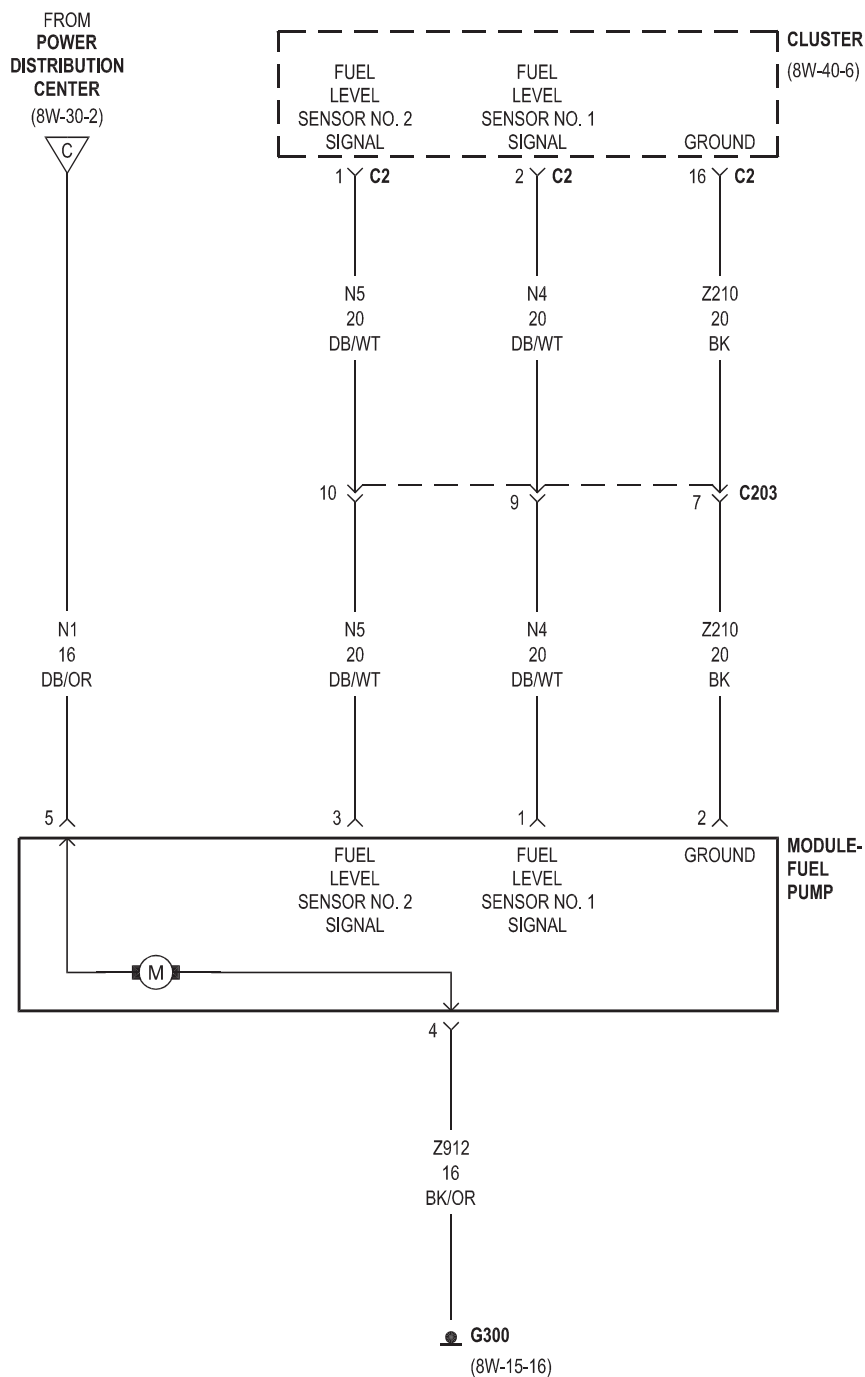 FROM
POWER
DISTRIBUTION
CENTER
(8W-30-2)
C
CLUSTER
(8W-40-6)
FUEL
LEVEL
SENSOR NO. 2
SIGNAL
FUEL
LEVEL
SENSOR NO. 1
SIGNAL
GROUND
1 C2
2 C2
16 C2
N5
20
DB/WT
N4
20
DB/WT
Z210
20
BK
10
9
7
C203
N1
16
DB/OR
N5
20
DB/WT
N4
20
DB/WT
Z210
20
BK
5
3
1
2
MODULE-
FUEL
PUMP
FUEL
LEVEL
SENSOR NO. 2
SIGNAL
FUEL
LEVEL
SENSOR NO. 1
SIGNAL
GROUND
M
4
Z912
16
BK/OR
G300
(8W-15-16)